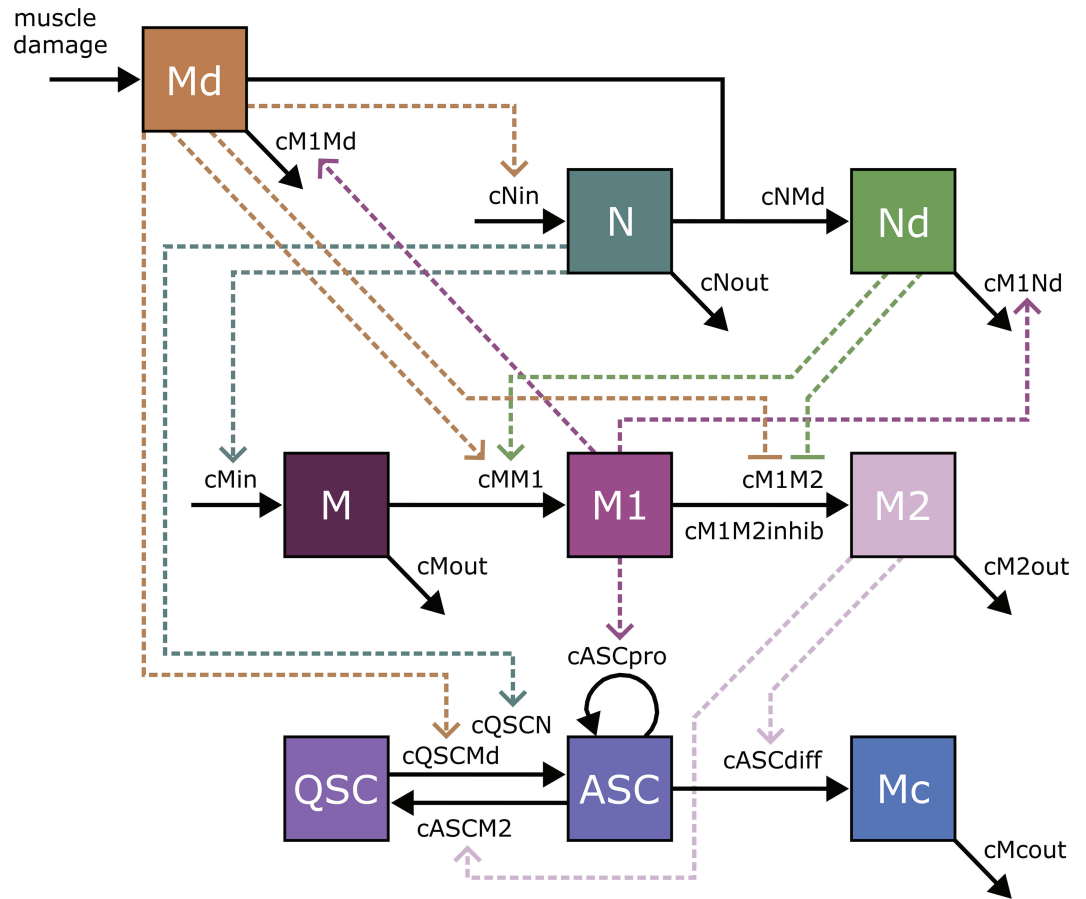 muscle
damage
Md
cM1Md
cNin
N
cNMd
Nd
cNout
cM1Nd
cMin
M
cMM1
M1
cM1M2
cM1M2inhib
M2
cMout
cM2out
cASCpro
cQSCN
QSC
cQSCMd
cASCM2
ASC
cASCdiff
Mc
cMcout